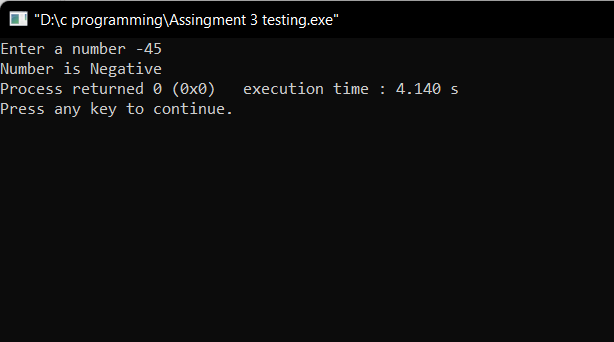 "D:\c programming\Assingment 3 testing.exe"
Enter a number -45
Number is Negative
Process returned 0 (0x0)   execution time : 4.140 s
Press any key to continue.